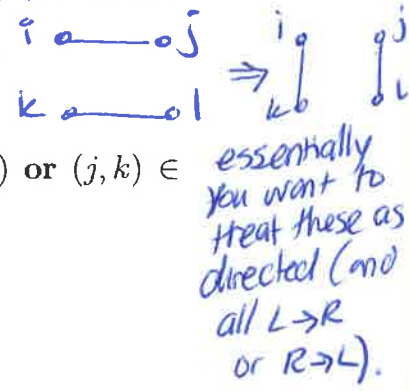 i j i j
⇒
k l k l
) or (j, k) ∈
essentially
you want to
treat these as
directed (and
all L→R
or R→L).